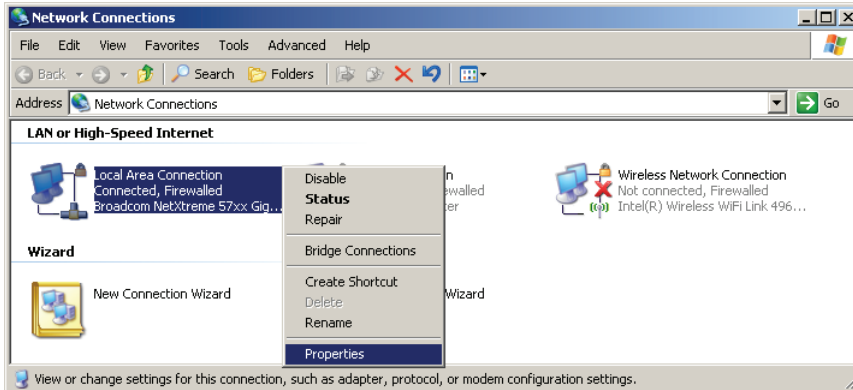 Network Connections
File Edit View Favorites Tools Advanced Help
Back Search Folders
Address Network Connections Go
LAN or High-Speed Internet
Local Area Connection
Connected, Firewalled
Broadcom NetXtreme 57xx Gig...
Disable
Status
Repair
Bridge Connections
Create Shortcut
Delete
Rename
Properties
Wireless Network Connection
Not connected, Firewalled
Intel(R) Wireless WiFi Link 496...
Wizard
New Connection Wizard
Wizard
View or change settings for this connection, such as adapter, protocol, or modem configuration settings.